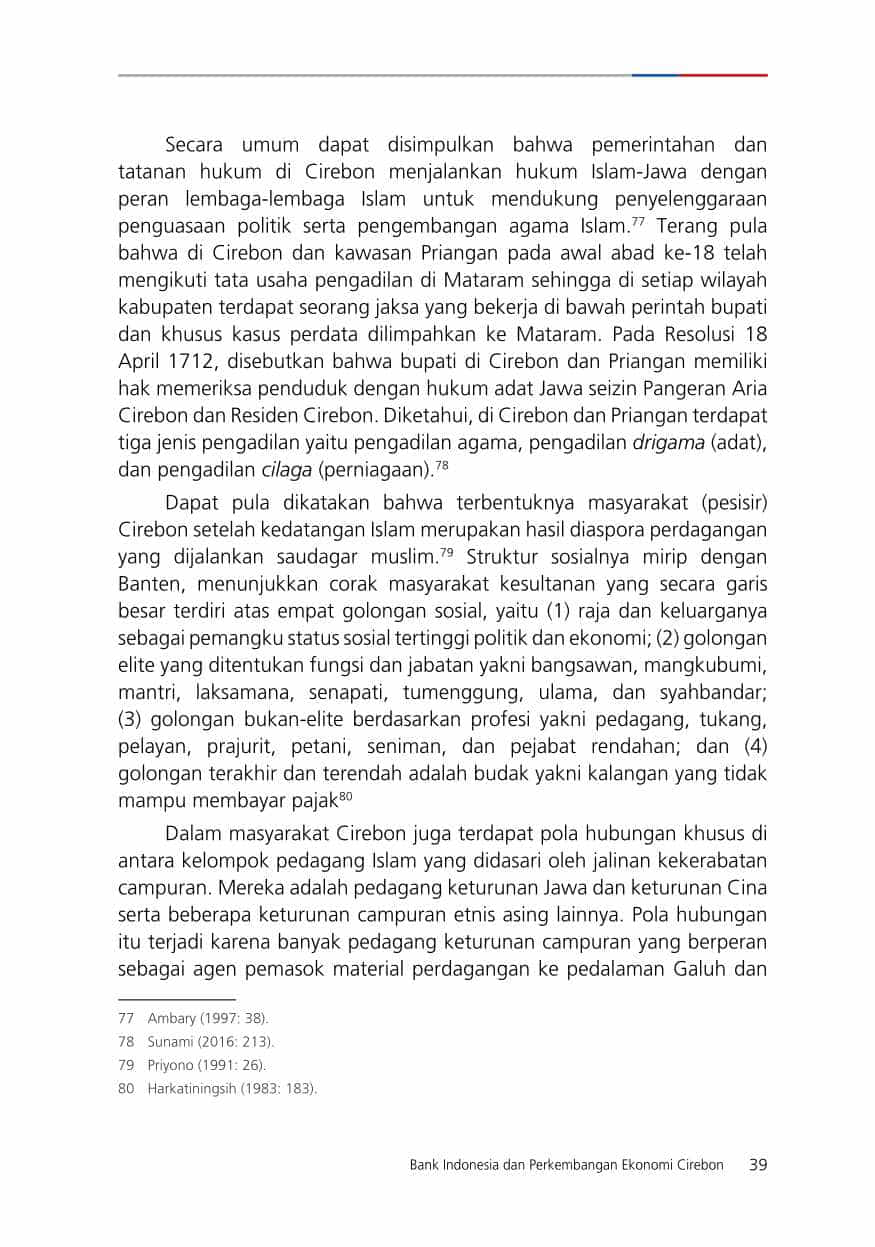 Secara umum dapat disimpulkan bahwa pemerintahan dan
tatanan hukum di Cirebon menjalankan hukum Islam-Jawa dengan
peran lembaga-lembaga Islam untuk mendukung penyelenggaraan
penguasaan politik serta pengembangan agama Islam.77 Terang pula
bahwa di Cirebon dan kawasan Priangan pada awal abad ke-18 telah
mengikuti tata usaha pengadilan di Mataram sehingga di setiap wilayah
kabupaten terdapat seorang jaksa yang bekerja di bawah perintah bupati
dan khusus kasus perdata dilimpahkan ke Mataram. Pada Resolusi 18
April 1712, disebutkan bahwa bupati di Cirebon dan Priangan memiliki
hak memeriksa penduduk dengan hukum adat Jawa seizin Pangeran Aria
Cirebon dan Residen Cirebon. Diketahui, di Cirebon dan Priangan terdapat
tiga jenis pengadilan yaitu pengadilan agama, pengadilan drigama (adat),
dan pengadilan cilaga (perniagaan).78
Dapat pula dikatakan bahwa terbentuknya masyarakat (pesisir)
Cirebon setelah kedatangan Islam merupakan hasil diaspora perdagangan
yang dijalankan saudagar muslim.79 Struktur sosialnya mirip dengan
Banten, menunjukkan corak masyarakat kesultanan yang secara garis
besar terdiri atas empat golongan sosial, yaitu (1) raja dan keluarganya
sebagai pemangku status sosial tertinggi politik dan ekonomi; (2) golongan
elite yang ditentukan fungsi dan jabatan yakni bangsawan, mangkubumi,
mantri, laksamana, senapati, tumenggung, ulama, dan syahbandar;
(3) golongan bukan-elite berdasarkan profesi yakni pedagang, tukang,
pelayan, prajurit, petani, seniman, dan pejabat rendahan; dan (4)
golongan terakhir dan terendah adalah budak yakni kalangan yang tidak
mampu membayar pajak80
Dalam masyarakat Cirebon juga terdapat pola hubungan khusus di
antara kelompok pedagang Islam yang didasari oleh jalinan kekerabatan
campuran. Mereka adalah pedagang keturunan Jawa dan keturunan Cina
serta beberapa keturunan campuran etnis asing lainnya. Pola hubungan
itu terjadi karena banyak pedagang keturunan campuran yang berperan
sebagai agen pemasok material perdagangan ke pedalaman Galuh dan
77 Ambary (1997: 38).
78 Sunami (2016: 213).
79 Priyono (1991: 26).
80 Harkatiningsih (1983: 183).
Bank Indonesia dan Perkembangan Ekonomi Cirebon 39